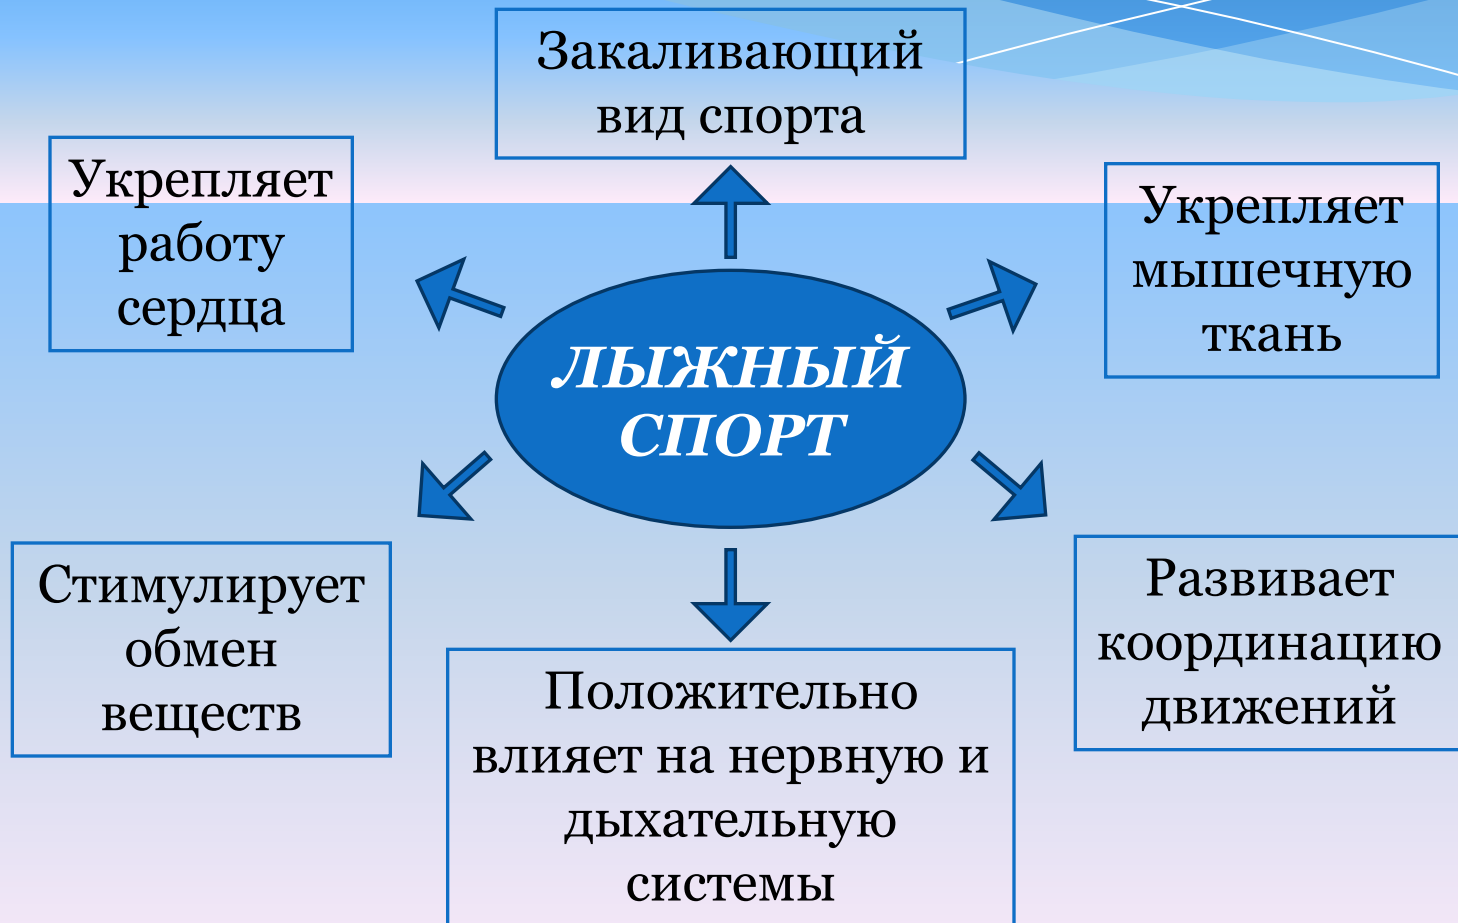 Закаливающий
вид спорта
Укрепляет
работу
сердца
Укрепляет
мышечную
ткань
ЛЫЖНЫЙ
СПОРТ
Стимулирует
обмен
веществ
Развивает
координацию
движений
Положительно
влияет на нервную и
дыхательную
системы